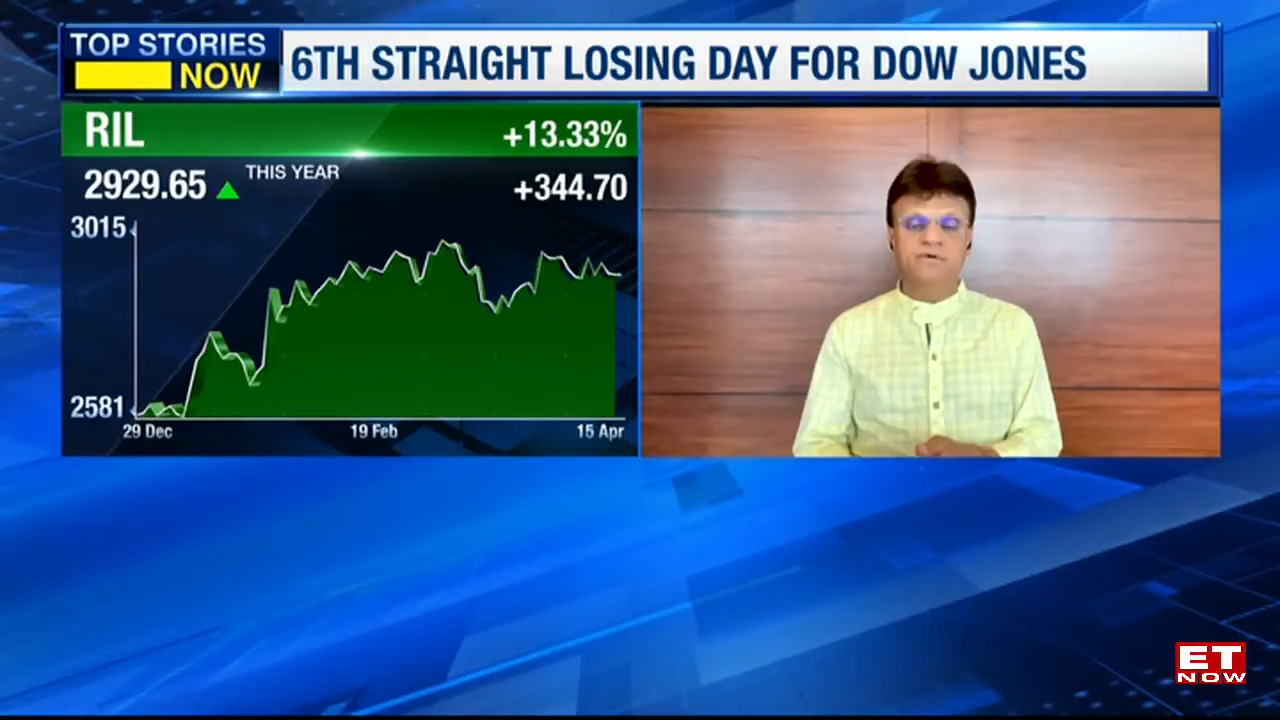 TOP STORIES
NOW
6TH STRAIGHT LOSING DAY FOR DOW JONES
RIL +13.33%
2929.65 THIS YEAR +344.70
3015
2581
29 Dec 19 Feb 15 Apr
ET
NOW